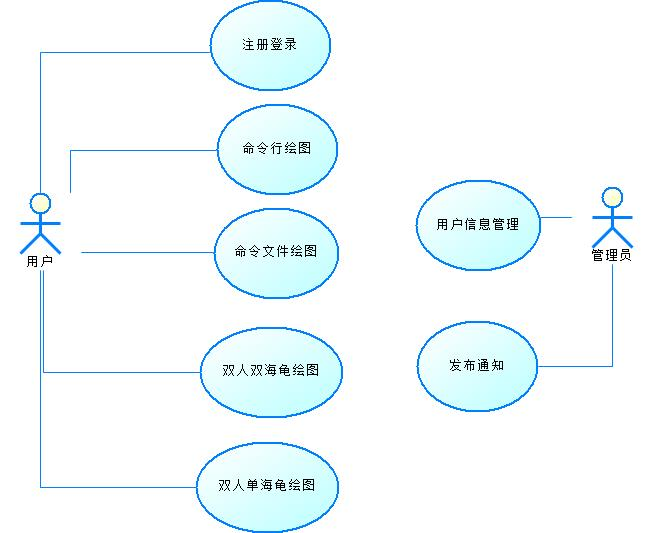 注册登录
命令行绘图
用户
命令文件绘图
双人双海龟绘图
双人单海龟绘图
用户信息管理
管理员
发布通知